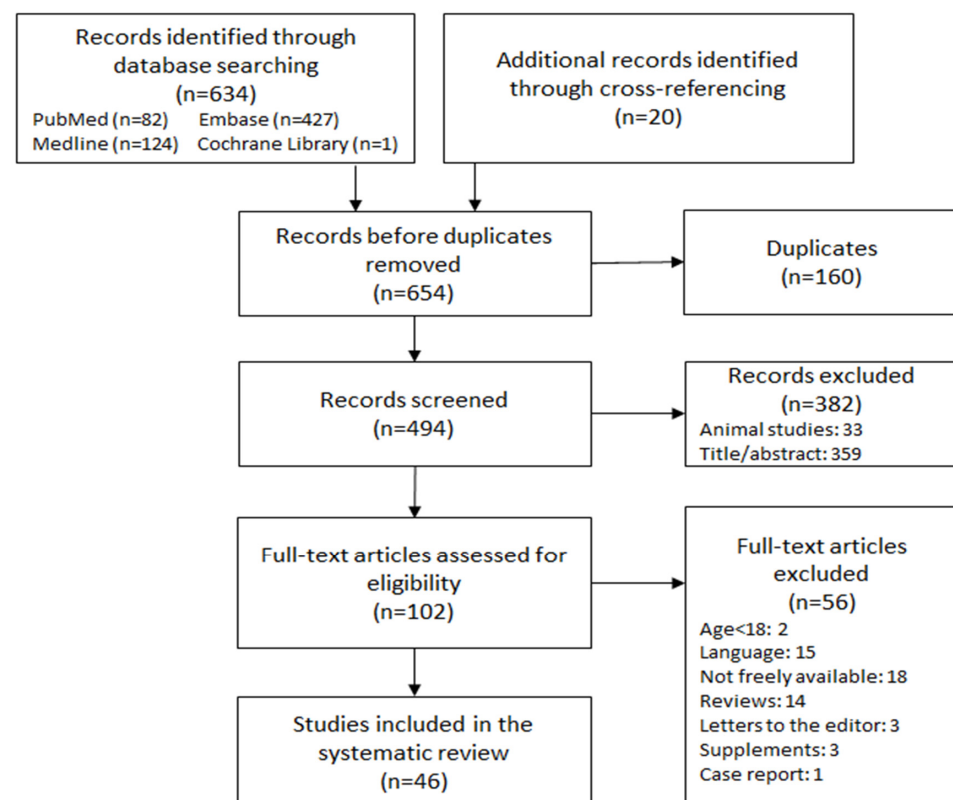 Records identified through
database searching
(n=634)
PubMed (n=82) Embase (n=427)
Medline (n=124) Cochrane Library (n=1)
Additional records identified
through cross-referencing
(n=20)
Records before duplicates
removed
(n=654)
Duplicates
(n=160)
Records screened
(n=494)
Records excluded
(n=382)
Animal studies: 33
Title/abstract: 359
Full-text articles assessed for
eligibility
(n=102)
Full-text articles
excluded
(n=56)
Age<18: 2
Language: 15
Not freely available: 18
Reviews: 14
Letters to the editor: 3
Supplements: 3
Case report: 1
Studies included in the
systematic review
(n=46)